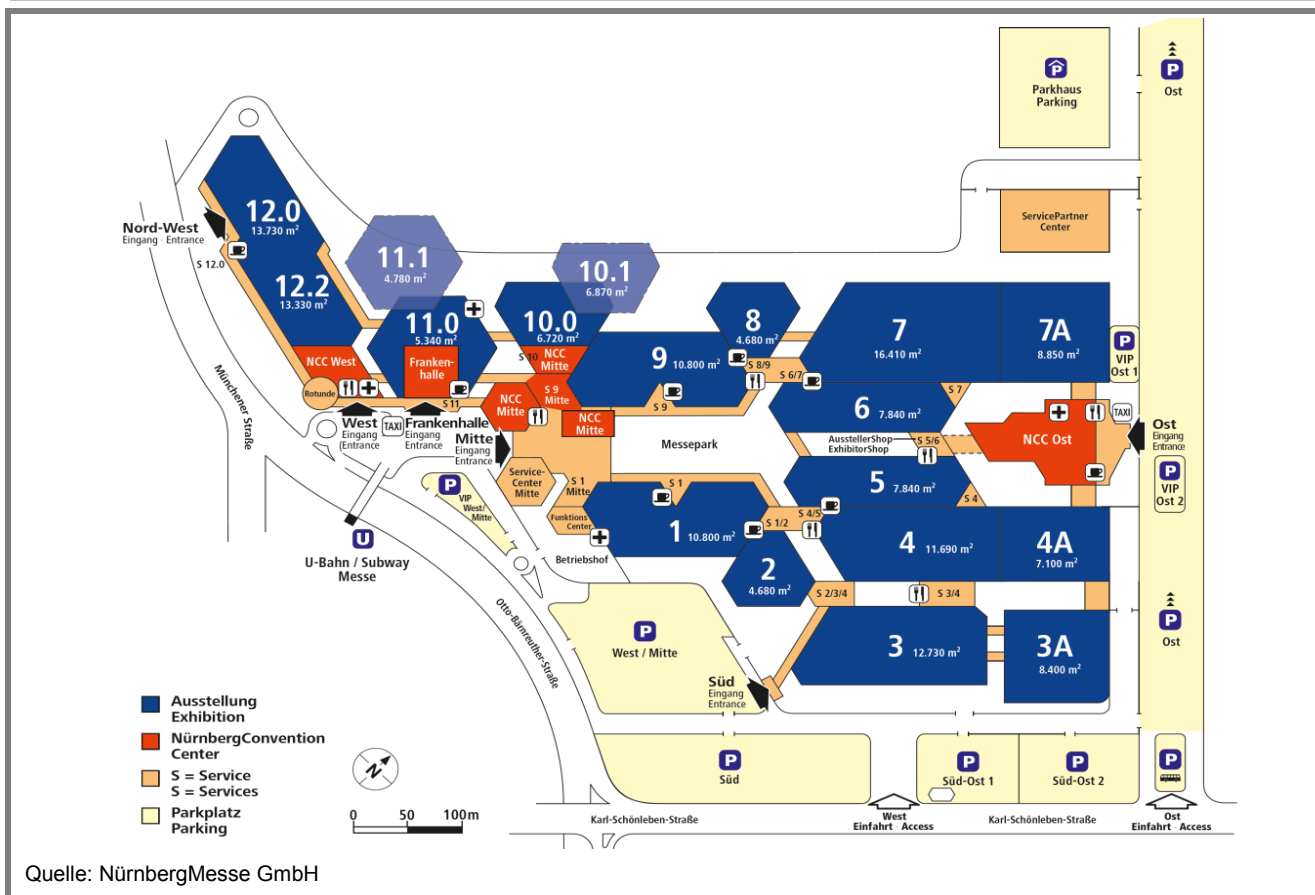 P
Ost
P
Parkhaus
Parking
12.0
13.730 m²
Nord-West
Eingang · Entrance
S 12.0
12.2
13.330 m²
11.1
4.780 m²
10.1
6.870 m²
ServicePartner
Center
11.0
5.340 m²
10.0
6.720 m²
8
4.680 m²
7
16.410 m²
7A
8.850 m²
P
VIP
Ost 1
NCC West
Franken-
halle
S 10
NCC
Mitte
9 10.800 m²
S 8/9
S 6/7
Rotunde
S 11
NCC
Mitte
S 9
Mitte
NCC
Mitte
S 9
6 7.840 m²
S 7
TAXI
West
Eingang
(Entrance
TAXI
Frankenhalle
Eingang
Entrance
Mitte
Eingang
Entrance
Messepark
AusstellerShop
ExhibitorShop
S 5/6
NCC Ost
Ost
Eingang
Entrance
P
VIP
Ost 2
Münchener Straße
P
VIP
West/
Mitte
Service-
Center
Mitte
S 1
Mitte
S 1
5 7.840 m²
S 4
Funktions
Center
1 10.800 m²
S 1/2
S 4/5
4 11.690 m²
4A
7.100 m²
U
U-Bahn / Subway
Messe
Betriebshof
2
4.680 m²
S 2/3/4
S 3/4
Otto-Bärnreuther-Straße
P
West / Mitte
3 12.730 m²
3A
8.400 m²
P
Ost
Süd
Eingang
Entrance
Ausstellung
Exhibition
NürnbergConvention
Center
S = Service
S = Services
Parkplatz
Parking
N
0 50 100m
P
Süd
P
Süd-Ost 1
P
Süd-Ost 2
P
Karl-Schönleben-Straße
West
Einfahrt · Access
Karl-Schönleben-Straße
Ost
Einfahrt · Access
Quelle: NürnbergMesse GmbH